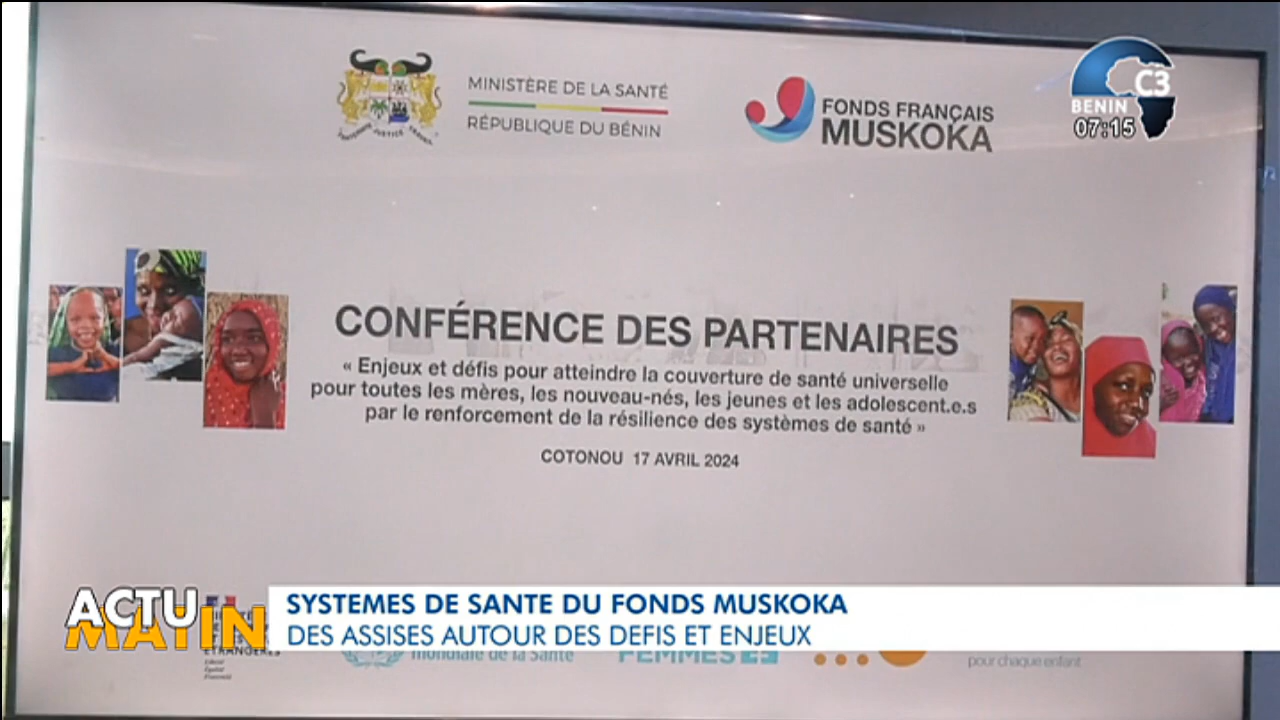 MINISTÈRE DE LA SANTÉ
RÉPUBLIQUE DU BÉNIN
FONDS FRANÇAIS
MUSKOKA
C3
BENIN
07:15
CONFÉRENCE DES PARTENAIRES
« Enjeux et défis pour atteindre la couverture de santé universelle
pour toutes les mères, les nouveau-nés, les jeunes et les adolescent.e.s
par le renforcement de la résilience des systèmes de santé »
COTONOU 17 AVRIL 2024
ACTU
MATIN
SYSTEMES DE SANTE DU FONDS MUSKOKA
DES ASSISES AUTOUR DES DEFIS ET ENJEUX
ÉTRANGÈRES
Liberté
Égalité
Fraternité
mondiale de la Santé
FEMMES
pour chaque enfant